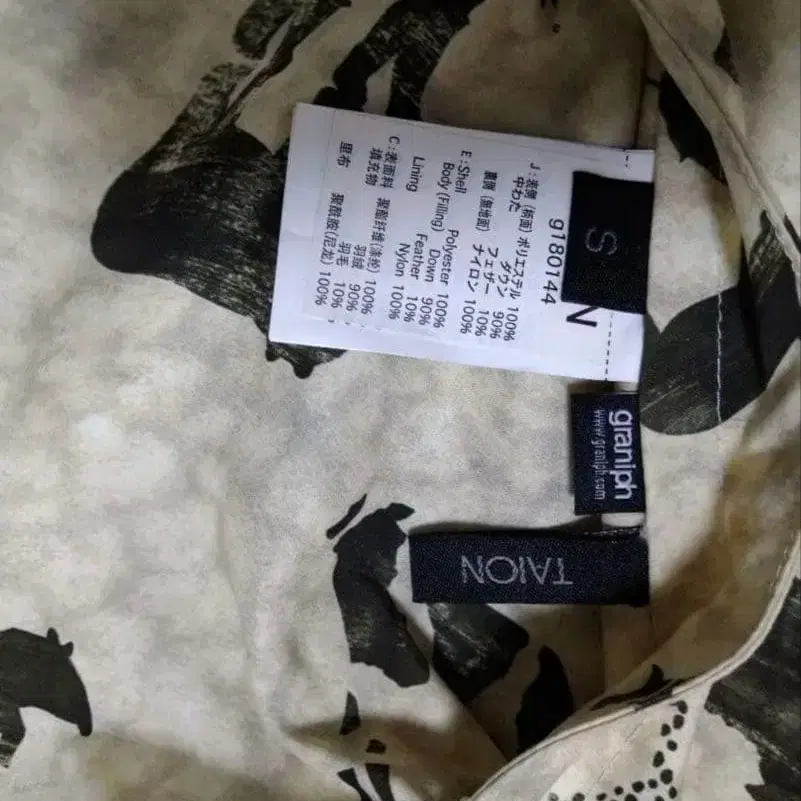 S
9180144
J:表側(柄面) ポリエステル 100%
中わた ダウン 90%
フェザー 10%
裏側(無地面) ナイロン 100%
E:Shell Polyester 100%
Body (Filling) Down 90%
Feather 10%
Lining Nylon 100%
C:表面料 聚酯纤维(涤纶) 100%
填充物 羽绒 90%
羽毛 10%
里布 聚酰胺(尼龙) 100%
graniph
www.graniph.com
TAION